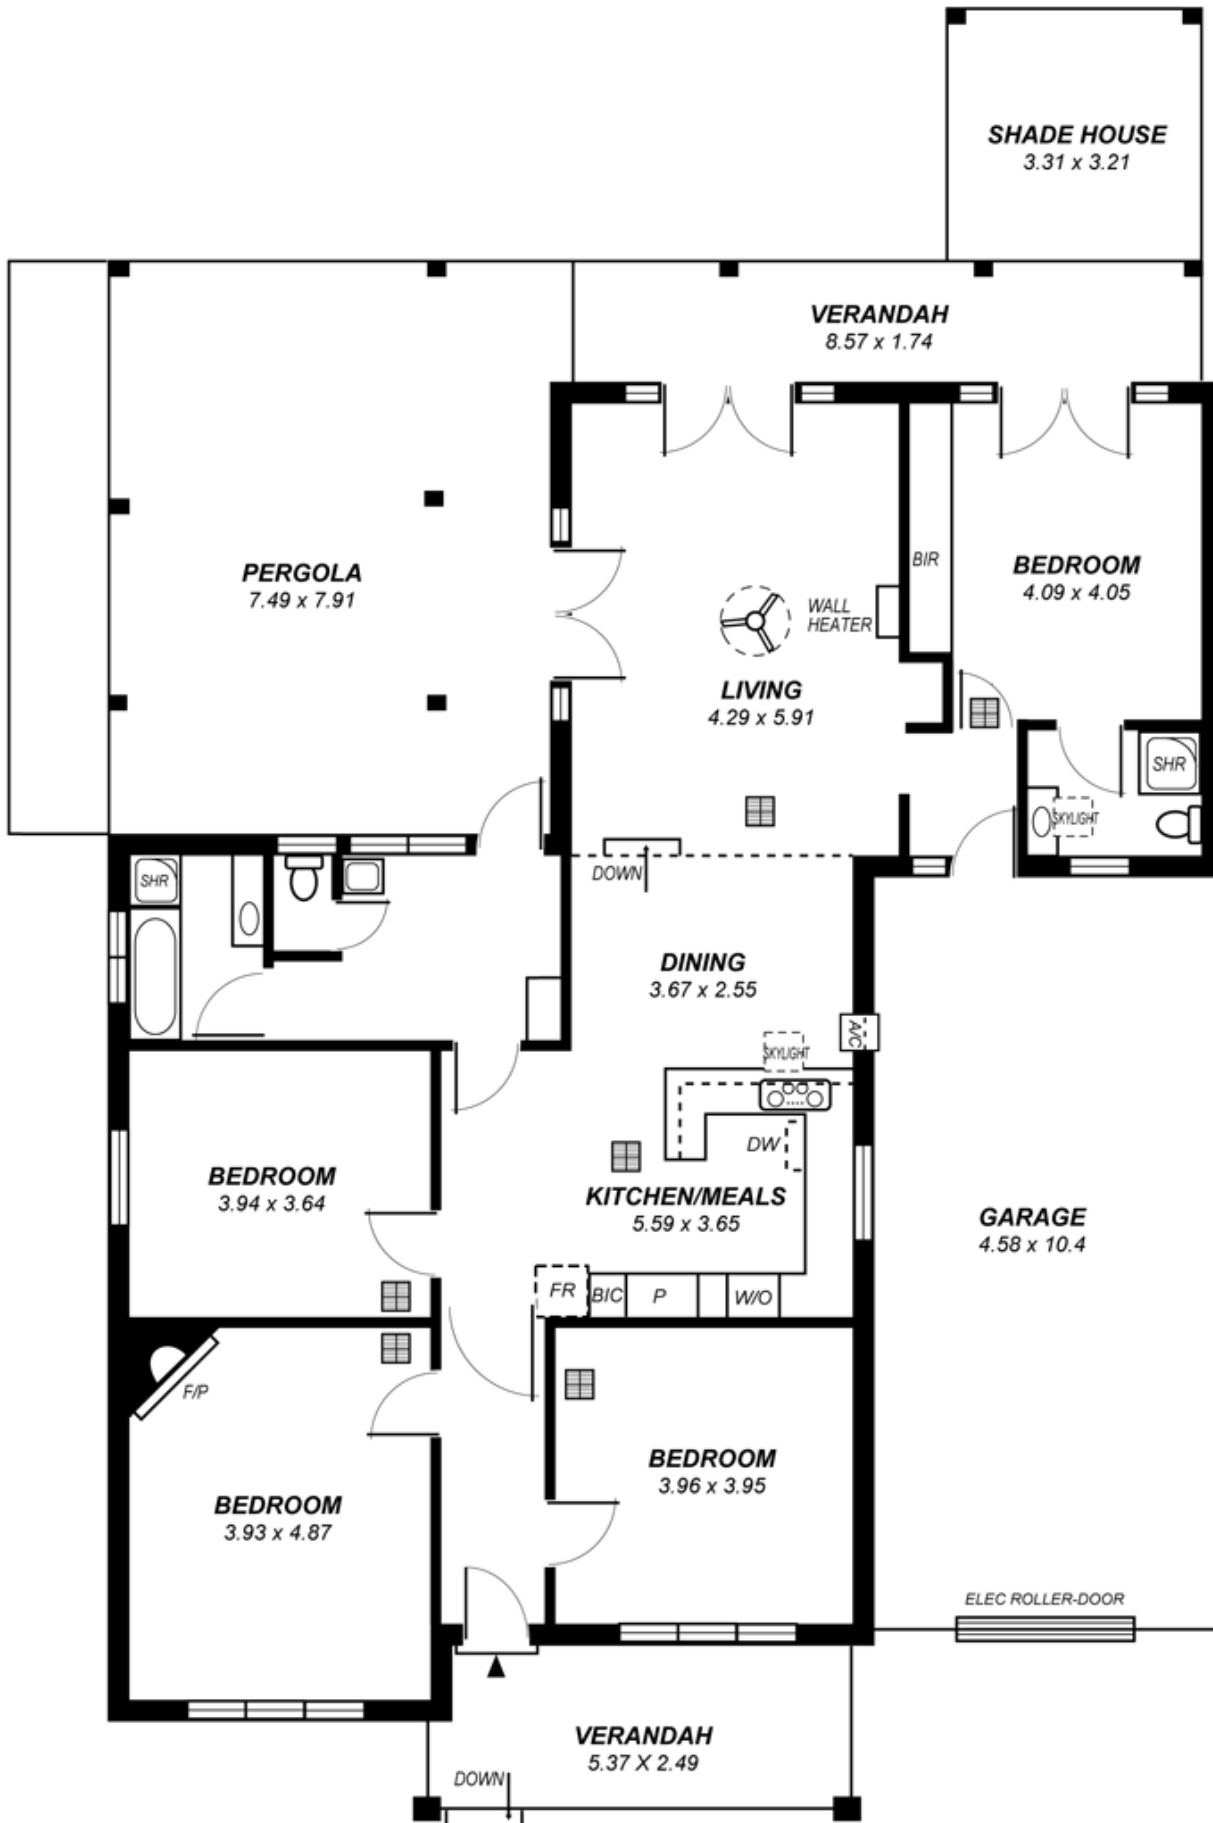 SHADE HOUSE
3.31 x 3.21
VERANDAH
8.57 x 1.74
PERGOLA
7.49 x 7.91
BIR
BEDROOM
4.09 x 4.05
WALL
HEATER
LIVING
4.29 x 5.91
SHR
SKYLIGHT
DOWN
SHR
DINING
3.67 x 2.55
A/C
SKYLIGHT
DW
BEDROOM
3.94 x 3.64
KITCHEN/MEALS
5.59 x 3.65
GARAGE
4.58 x 10.4
FR
BIC
P
W/O
F/P
BEDROOM
3.93 x 4.87
BEDROOM
3.96 x 3.95
ELEC ROLLER-DOOR
VERANDAH
5.37 X 2.49
DOWN